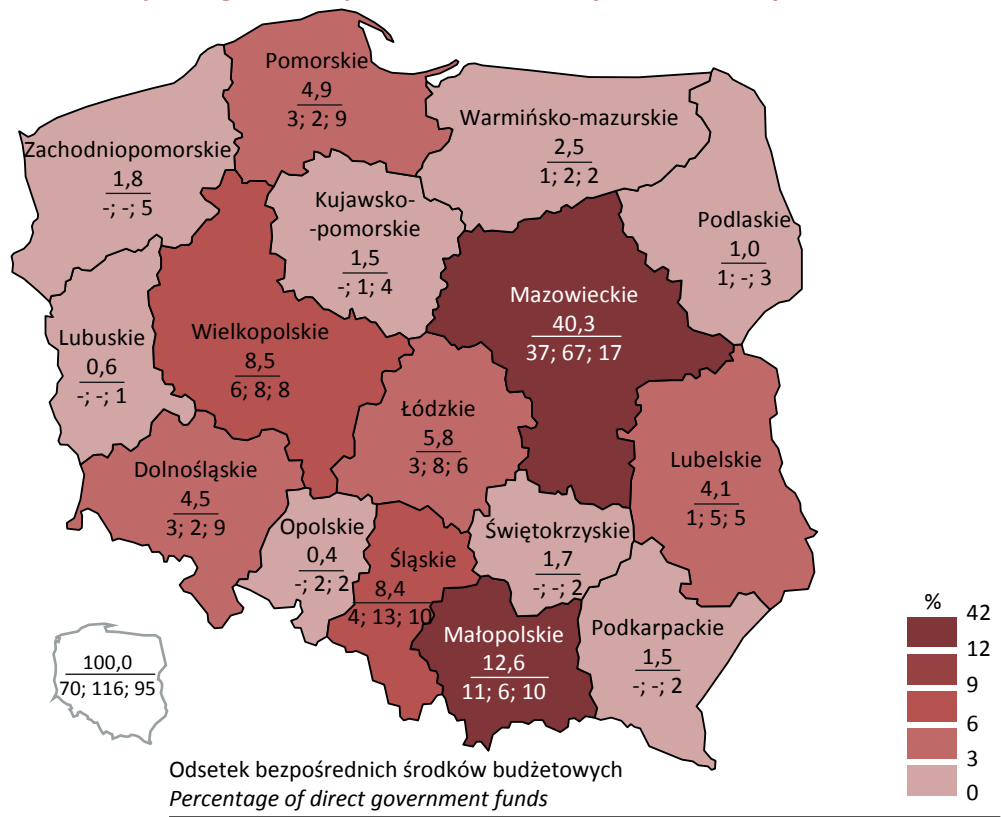 Pomorskie
4,9
3; 2; 9
Warmińsko-mazurskie
2,5
1; 2; 2
Zachodniopomorskie
1,8
-; -; 5
Kujawsko-
-pomorskie
1,5
-; 1; 4
Podlaskie
1,0
1; -; 3
Mazowieckie
40,3
37; 67; 17
Lubuskie
0,6
-; -; 1
Wielkopolskie
8,5
6; 8; 8
Łódzkie
5,8
3; 8; 6
Dolnośląskie
4,5
3; 2; 9
Lubelskie
4,1
1; 5; 5
Opolskie
0,4
-; 2; 2
Śląskie
8,4
4; 13; 10
Świętokrzyskie
1,7
-; -; 2
Małopolskie
12,6
11; 6; 10
Podkarpackie
1,5
-; -; 2
100,0
70; 116; 95
%
42
12
9
6
3
0
Odsetek bezpośrednich środków budżetowych
Percentage of direct government funds